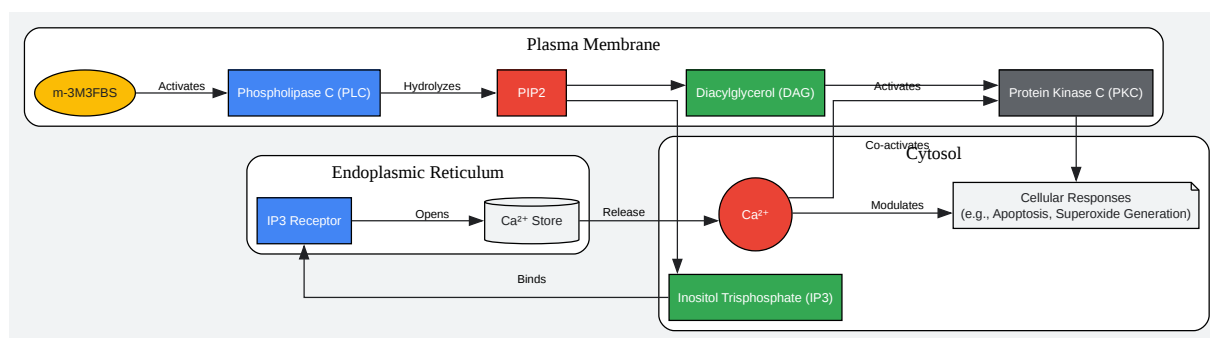 Plasma Membrane
m-3M3FBS
Activates
Phospholipase C (PLC)
Hydrolyzes
PIP2
Diacylglycerol (DAG)
Activates
Protein Kinase C (PKC)
Co-activates
Cytosol
Endoplasmic Reticulum
IP3 Receptor
Opens
Ca²⁺ Store
Release
Ca²⁺
Modulates
Cellular Responses
(e.g., Apoptosis, Superoxide Generation)
Binds
Inositol Trisphosphate (IP3)